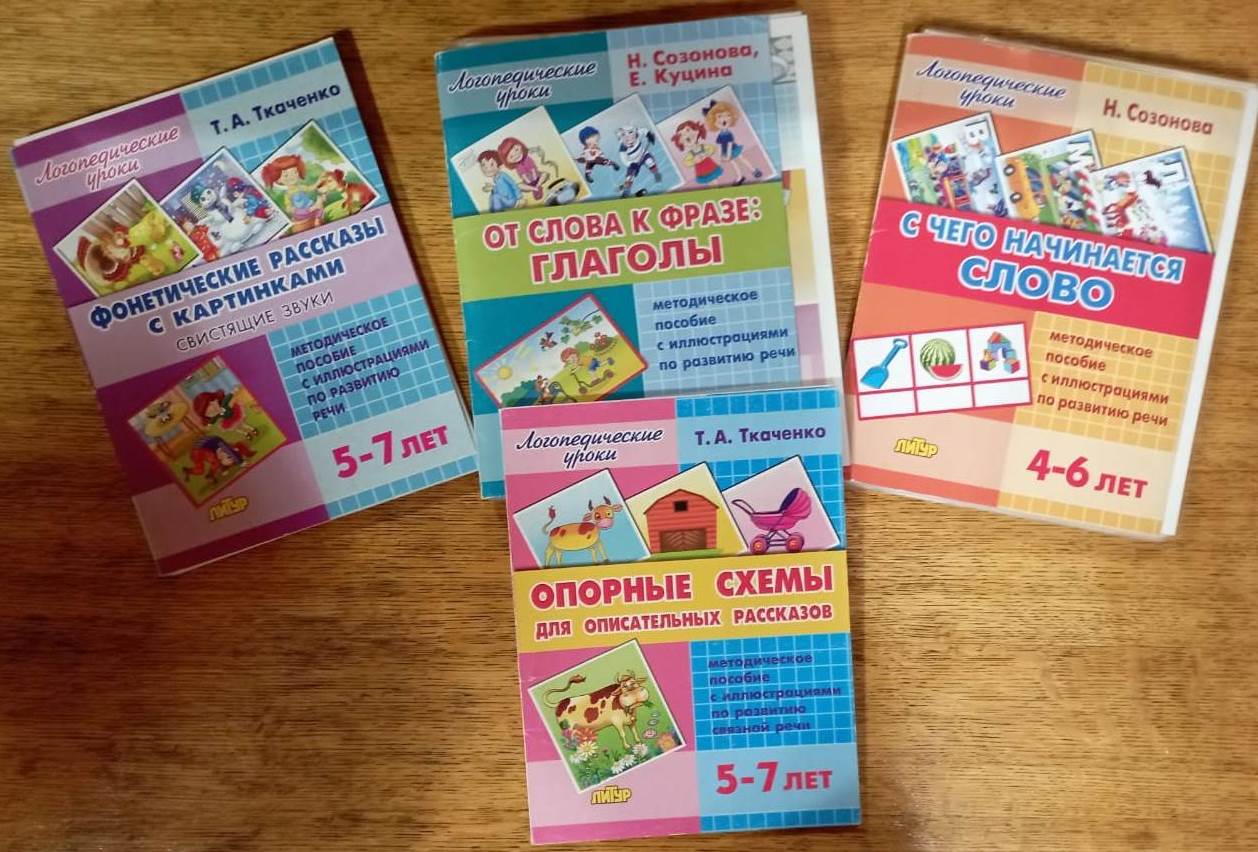 Логопедические
уроки
Т. А. Ткаченко
ФОНЕТИЧЕСКИЕ РАССКАЗЫ
С КАРТИНКАМИ
СВИСТЯЩИЕ ЗВУКИ
методическое
пособие
с иллюстрациями
по развитию
речи
5-7 лет
ЛИТУР
Логопедические
уроки
Н. Созонова,
Е. Куцина
ОТ СЛОВА К ФРАЗЕ:
ГЛАГОЛЫ
методическое
пособие
с иллюстрациями
по развитию речи
Логопедические
уроки
Н. Созонова
С ЧЕГО НАЧИНАЕТСЯ
СЛОВО
методическое
пособие
с иллюстрациями
по развитию речи
ЛИТУР
4-6 лет
Логопедические
уроки
Т. А. Ткаченко
ОПОРНЫЕ СХЕМЫ
ДЛЯ ОПИСАТЕЛЬНЫХ РАССКАЗОВ
методическое
пособие
с иллюстрациями
по развитию
связной речи
5-7 лет
ЛИТУР